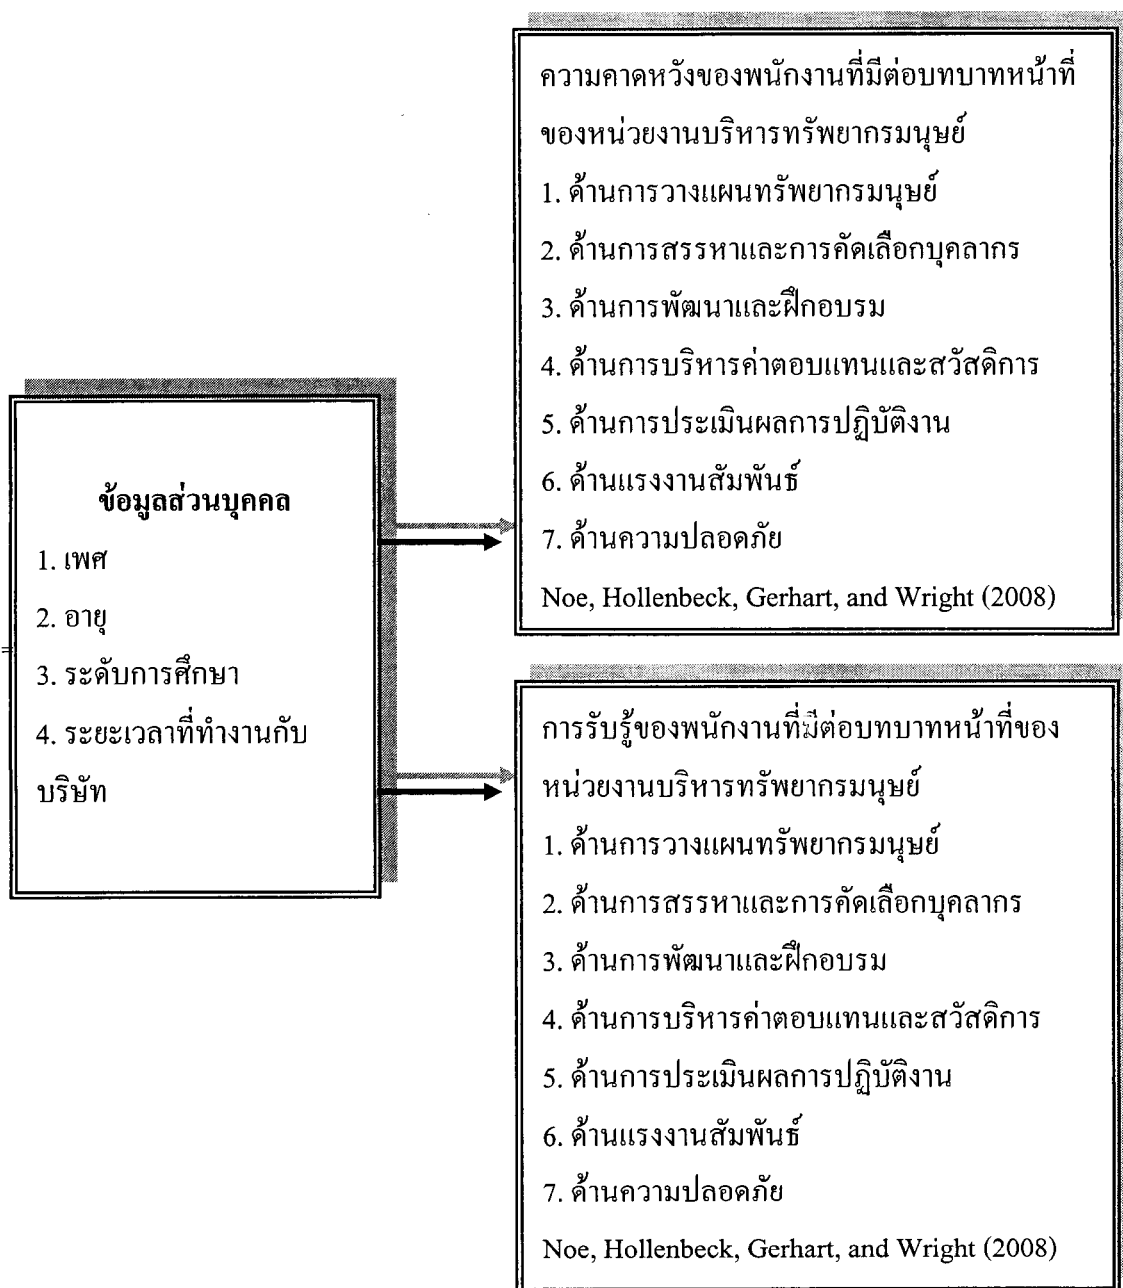 ความคาดหวังของพนักงานที่มีต่อบทบาทหน้าที่
ของหน่วยงานบริหารทรัพยากรมนุษย์
1. ด้านการวางแผนทรัพยากรมนุษย์
2. ด้านการสรรหาและการคัดเลือกบุคลากร
3. ด้านการพัฒนาและฝึกอบรม
4. ด้านการบริหารค่าตอบแทนและสวัสดิการ
5. ด้านการประเมินผลการปฏิบัติงาน
6. ด้านแรงงานสัมพันธ์
7. ด้านความปลอดภัย
Noe, Hollenbeck, Gerhart, and Wright (2008)
ข้อมูลส่วนบุคคล
1. เพศ
2. อายุ
3. ระดับการศึกษา
4. ระยะเวลาที่ทำงานกับ
บริษัท
การรับรู้ของพนักงานที่มีต่อบทบาทหน้าที่ของ
หน่วยงานบริหารทรัพยากรมนุษย์
1. ด้านการวางแผนทรัพยากรมนุษย์
2. ด้านการสรรหาและการคัดเลือกบุคลากร
3. ด้านการพัฒนาและฝึกอบรม
4. ด้านการบริหารค่าตอบแทนและสวัสดิการ
5. ด้านการประเมินผลการปฏิบัติงาน
6. ด้านแรงงานสัมพันธ์
7. ด้านความปลอดภัย
Noe, Hollenbeck, Gerhart, and Wright (2008)